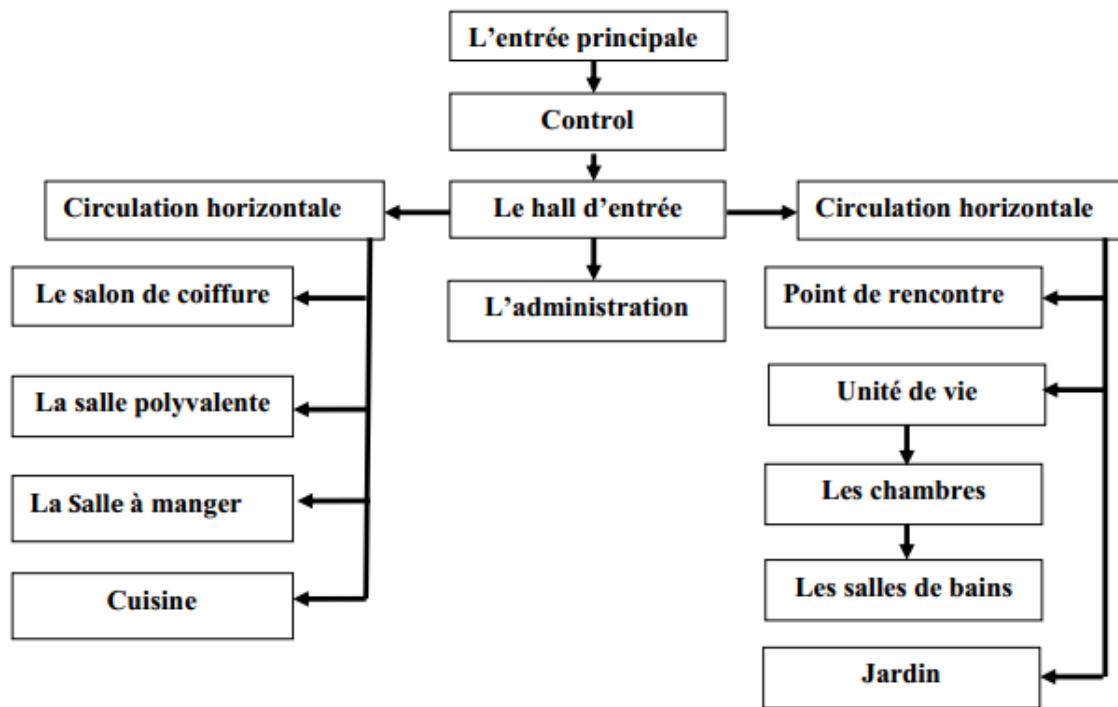 L'entrée principale
Control
Circulation horizontale
Le hall d'entrée
Circulation horizontale
Le salon de coiffure
L'administration
Point de rencontre
La salle polyvalente
Unité de vie
La Salle à manger
Les chambres
Cuisine
Les salles de bains
Jardin